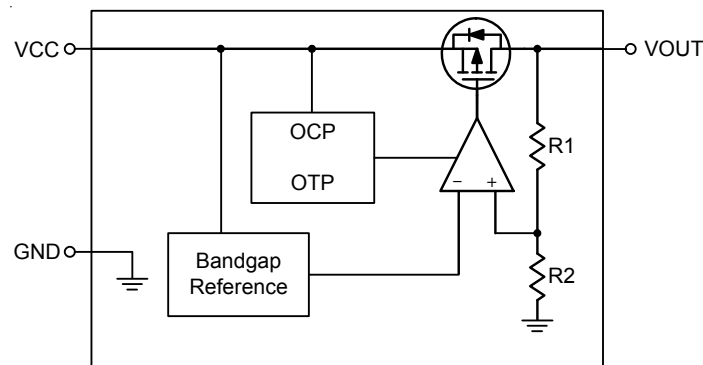 VCC
VOUT
OCP
OTP
R1
− +
GND
Bandgap
Reference
R2